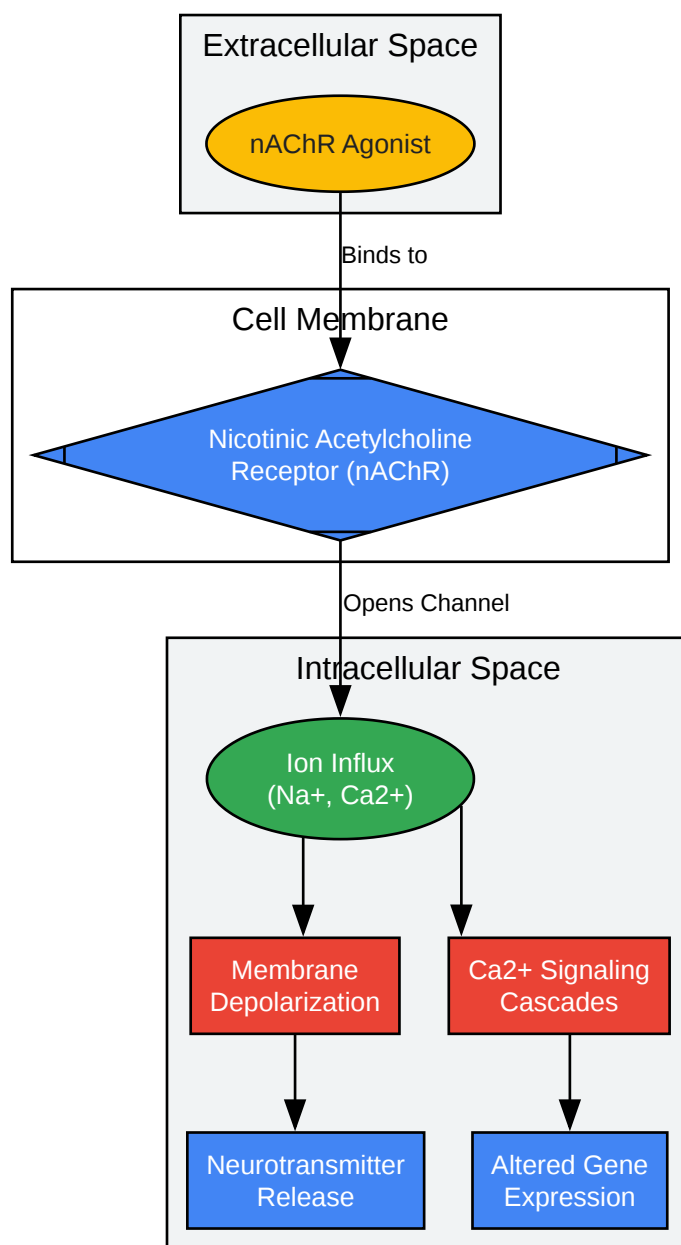 Extracellular Space
nAChR Agonist
Binds to
Cell Membrane
Nicotinic Acetylcholine
Receptor (nAChR)
Opens Channel
Intracellular Space
Ion Influx
(Na+, Ca2+)
Membrane
Depolarization
Ca2+ Signaling
Cascades
Neurotransmitter
Release
Altered Gene
Expression